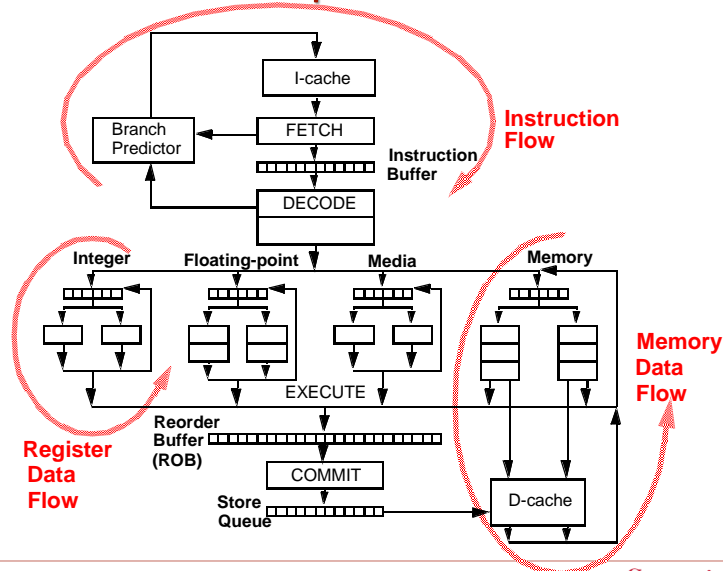 I-cache
Instruction
Flow
Branch
Predictor
FETCH
Instruction
Buffer
DECODE
Integer
Floating-point
Media
Memory
Memory
Data
Flow
EXECUTE
Reorder
Buffer
(ROB)
Register
Data
Flow
COMMIT
Store
Queue
D-cache